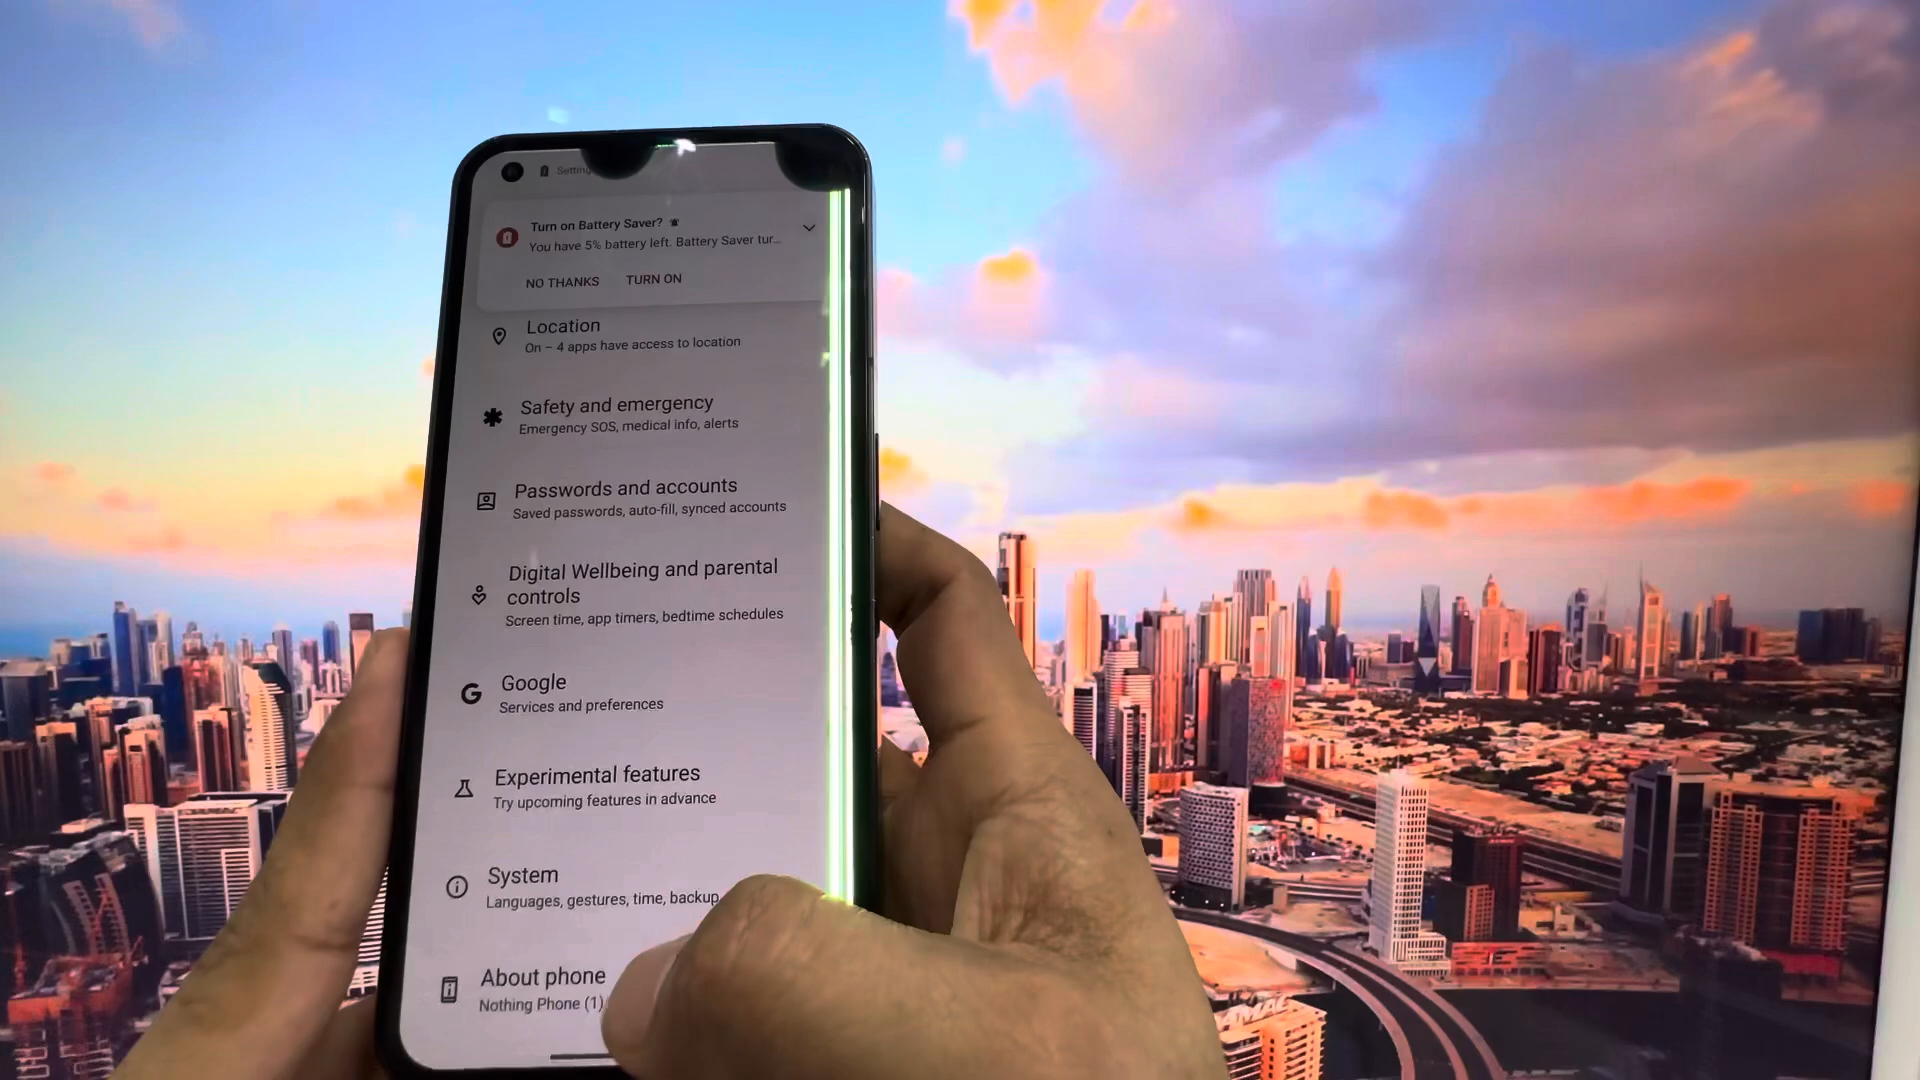 Setting
Turn on Battery Saver?
You have 5% battery left. Battery Saver tur...
NO THANKS TURN ON
Location
On – 4 apps have access to location
Safety and emergency
Emergency SOS, medical info, alerts
Passwords and accounts
Saved passwords, auto-fill, synced accounts
Digital Wellbeing and parental
controls
Screen time, app timers, bedtime schedules
Google
Services and preferences
Experimental features
Try upcoming features in advance
System
Languages, gestures, time, backup
About phone
Nothing Phone (1)